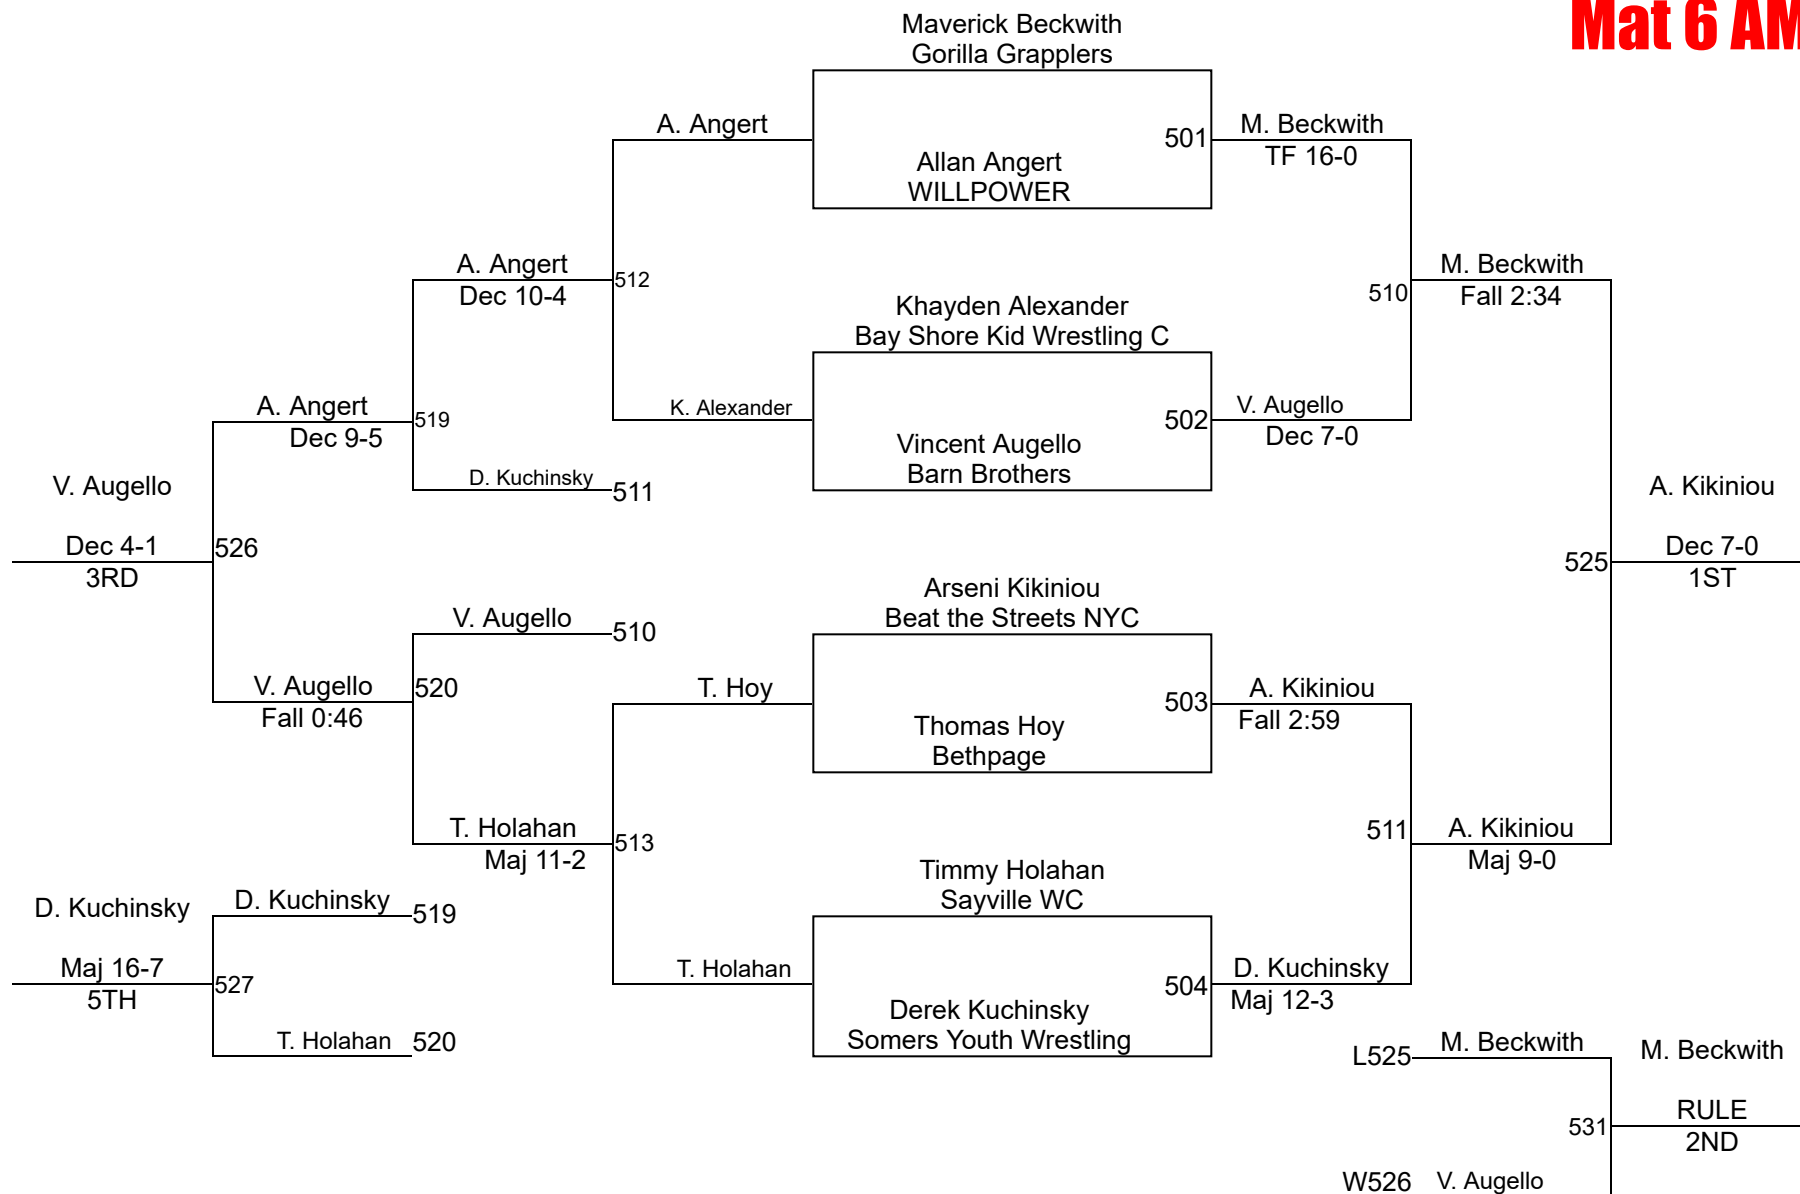 Mat 6 AM
Maverick Beckwith
Gorilla Grapplers
A. Angert
501
M. Beckwith
TF 16-0
Allan Angert
WILLPOWER
A. Angert
Dec 10-4
512
M. Beckwith
Fall 2:34
510
Khayden Alexander
Bay Shore Kid Wrestling C
K. Alexander
502
V. Augello
Dec 7-0
Vincent Augello
Barn Brothers
A. Angert
Dec 9-5
519
D. Kuchinsky
511
V. Augello
Dec 4-1
3RD
526
A. Kikiniou
Dec 7-0
1ST
525
Arseni Kikiniou
Beat the Streets NYC
V. Augello
510
V. Augello
Fall 0:46
520
T. Hoy
503
A. Kikiniou
Fall 2:59
Thomas Hoy
Bethpage
T. Holahan
Maj 11-2
513
511
A. Kikiniou
Maj 9-0
Timmy Holahan
Sayville WC
D. Kuchinsky
D. Kuchinsky
519
Maj 16-7
5TH
527
T. Holahan
504
D. Kuchinsky
Maj 12-3
Derek Kuchinsky
Somers Youth Wrestling
T. Holahan
520
L525
M. Beckwith
M. Beckwith
RULE
2ND
531
W526
V. Augello